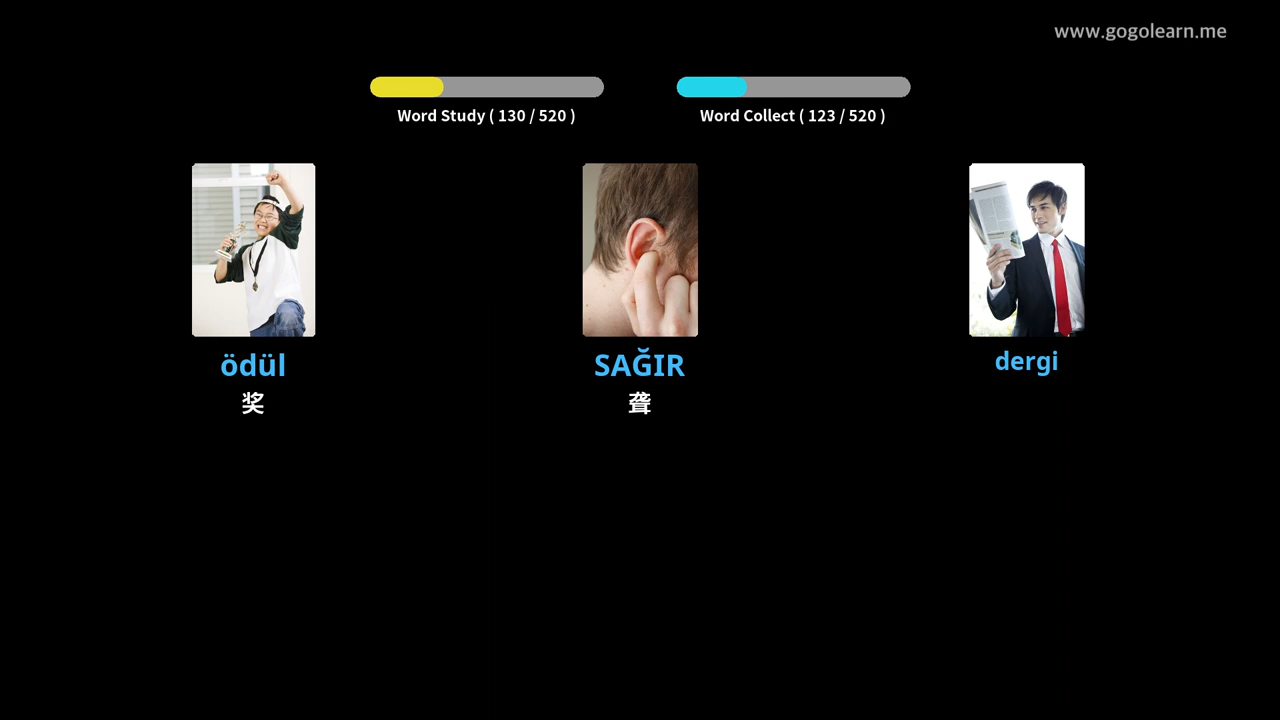 www.gogolearn.me
Word Study ( 130 / 520 )
Word Collect ( 123 / 520 )
ödül
奖
SAĞIR
聋
dergi